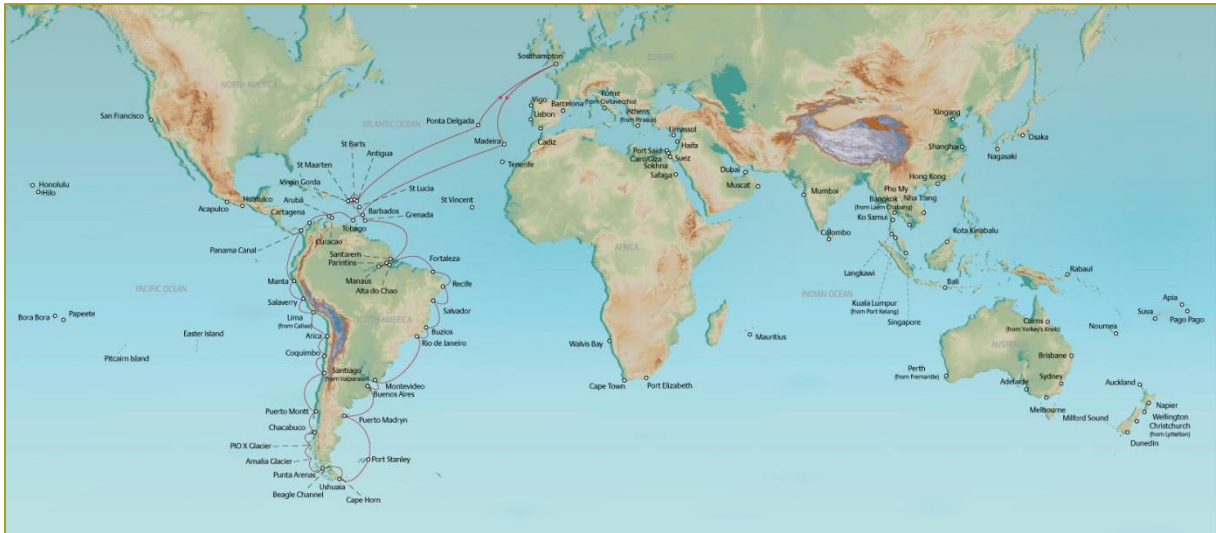 Southampton
EUROPE
NORTH AMERICA
ASIA
Vigo
Barcelona
Rome
(from Civitavecchia)
Athens
(from Piraeus)
Lisbon
Cadiz
San Francisco
Ponta Delgada
ATLANTIC OCEAN
Madeira
Tenerife
Limassol
Haifa
Port Said
Cairo/Giza
Suez
Sokhna
Safaga
Dubai
Muscat
Xingang
Osaka
Shanghai
Nagasaki
Hong Kong
St Barts
Antigua
St Maarten
Virgin Gorda
St Lucia
Aruba
Cartagena
Barbados
Grenada
St Vincent
Tobago
Curacao
Honolulu
Hilo
Huatulco
Acapulco
Panama Canal
Mumbai
Phu My
Bangkok
(from Laem Chabang)
Nha Trang
Ko Samui
Colombo
Kota Kinabalu
Langkawi
Kuala Lumpur
(from Port Kelang)
Singapore
Bali
Rabaul
AFRICA
Santarem
Parintins
Manaus
Alta do Chao
Fortaleza
Recife
Salvador
Buzios
Rio de Janeiro
Manta
Salaverry
Lima
(from Callao)
SOUTH AMERICA
Arica
Coquimbo
Santiago
(from Valparaiso)
Montevideo
Buenos Aires
PACIFIC OCEAN
INDIAN OCEAN
Bora Bora
Papeete
Easter Island
Pitcairn Island
Mauritius
Walvis Bay
Cape Town
Port Elizabeth
Apia
Suva
Pago Pago
Noumea
Cairns
(from Yorkey's Knob)
AUSTRALIA
Brisbane
Perth
(from Fremantle)
Adelaide
Sydney
Melbourne
Auckland
Napier
Milford Sound
Wellington
Christchurch
(from Lyttelton)
Dunedin
Puerto Montt
Chacabuco
Puerto Madryn
PIO X Glacier
Amalia Glacier
Port Stanley
Punta Arenas
Ushuaia
Beagle Channel
Cape Horn